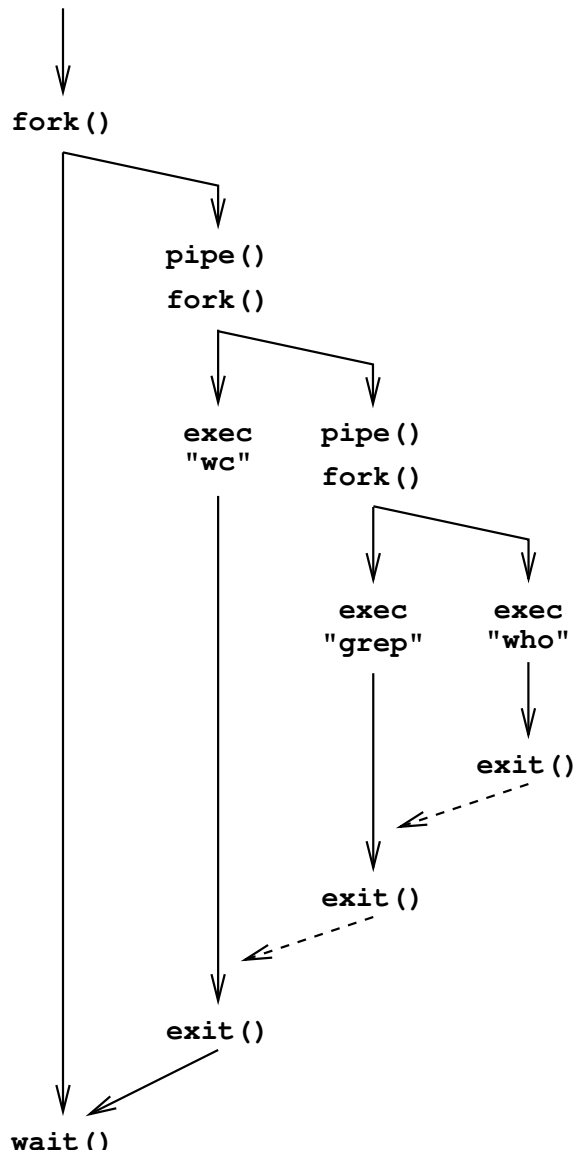 fork()
pipe()
fork()
exec
"wc"
pipe()
fork()
exec
"grep"
exec
"who"
exit()
exit()
exit()
wait()